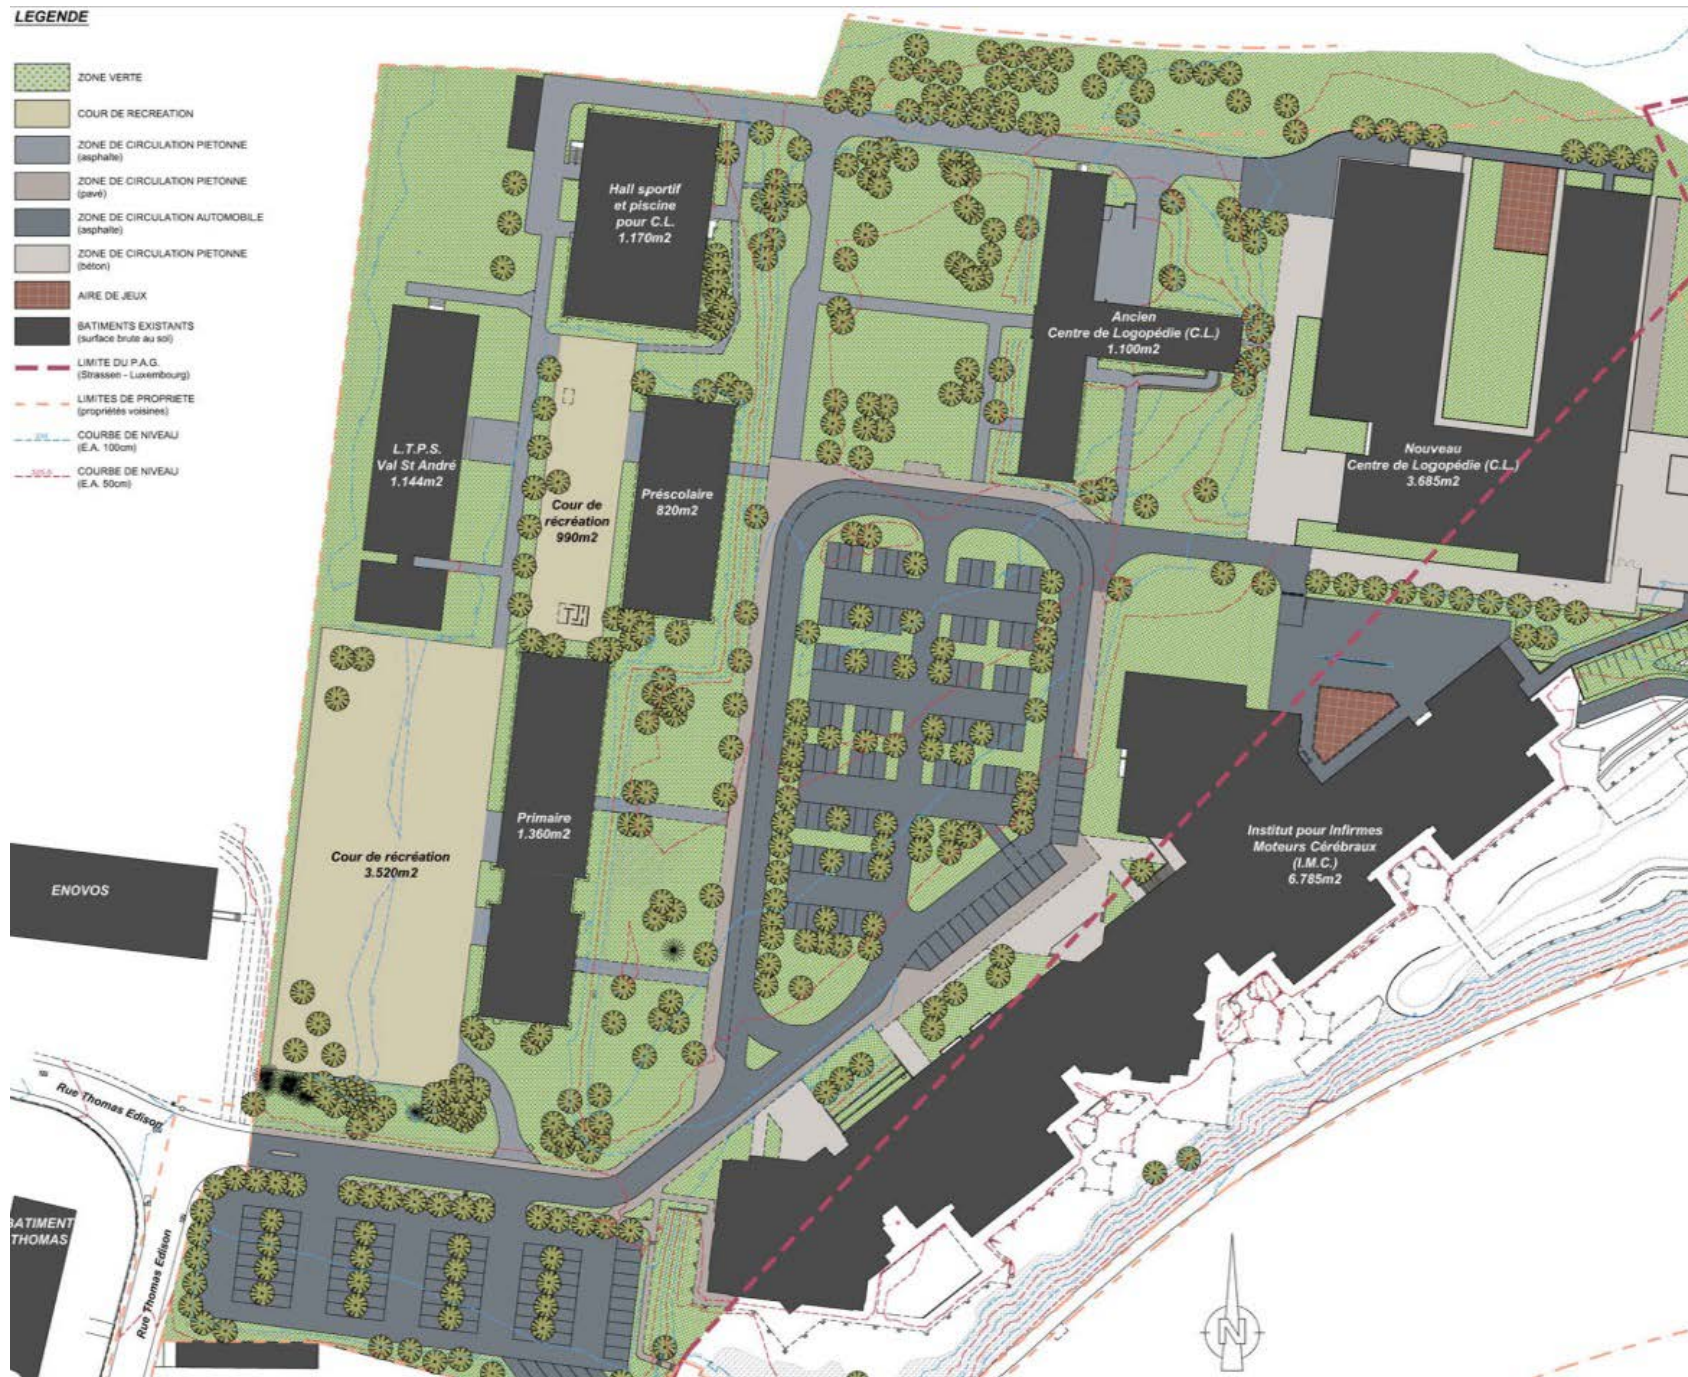 LEGENDE
ZONE VERTE
COUR DE RECREATION
ZONE DE CIRCULATION PIETONNE
(asphalte)
ZONE DE CIRCULATION PIETONNE
(pavé)
ZONE DE CIRCULATION AUTOMOBILE
(asphalte)
ZONE DE CIRCULATION PIETONNE
(béton)
AIRE DE JEUX
BATIMENTS EXISTANTS
(surface brute au sol)
LIMITE DU P.A.G.
(Strassen - Luxembourg)
LIMITES DE PROPRIETE
(propriétés voisines)
COURBE DE NIVEAU
(E.A. 100cm)
COURBE DE NIVEAU
(E.A. 50cm)
Hall sportif
et piscine
pour C.L.
1.170m2
Ancien
Centre de Logopédie (C.L.)
1.100m2
Nouveau
Centre de Logopédie (C.L.)
3.685m2
L.T.P.S.
Val St André
1.144m2
Cour de
récréation
990m2
Préscolaire
820m2
Primaire
1.360m2
Cour de récréation
3.520m2
Institut pour Infirmes
Moteurs Cérébraux
(I.M.C.)
6.785m2
ENOVOS
Rue Thomas Edison
Rue Thomas Edison
BATIMENT
THOMAS
N